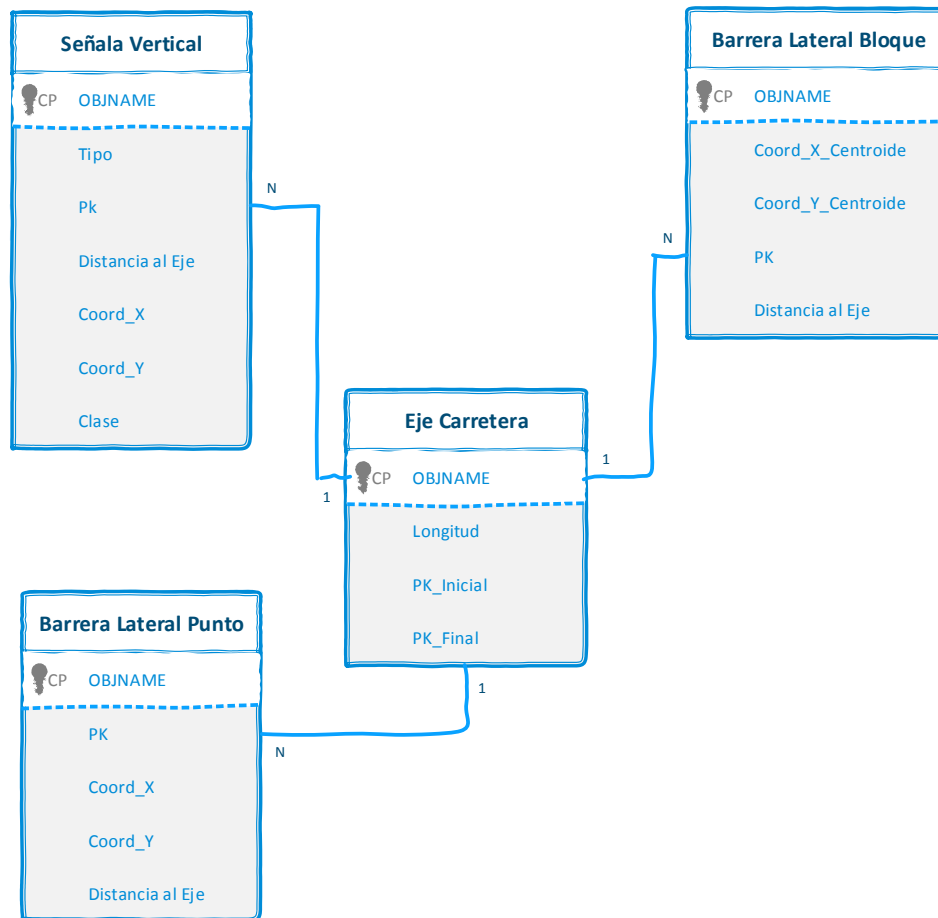 Señala Vertical
CP OBJNAME
Tipo
Pk
Distancia al Eje
Coord_X
Coord_Y
Clase
N
1
Barrera Lateral Bloque
CP OBJNAME
Coord_X_Centroide
Coord_Y_Centroide
PK
Distancia al Eje
N
1
Eje Carretera
CP OBJNAME
Longitud
PK_Inicial
PK_Final
1
N
Barrera Lateral Punto
CP OBJNAME
PK
Coord_X
Coord_Y
Distancia al Eje